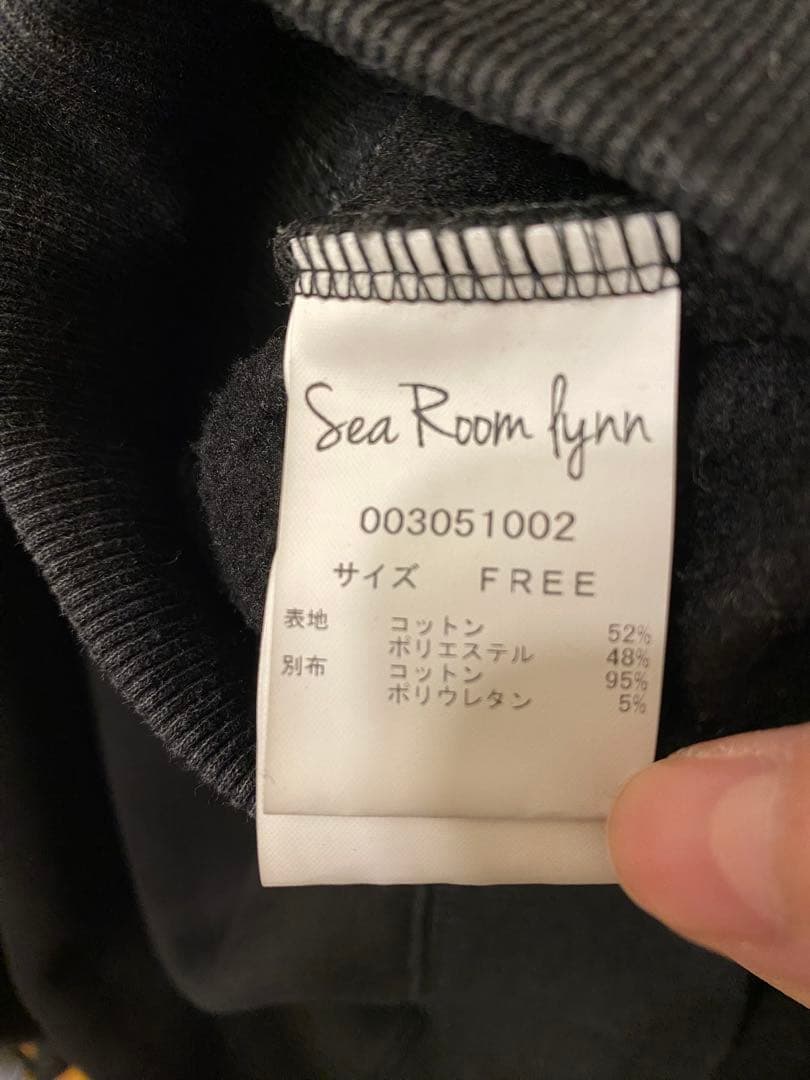 Sea Room lynn
003051002
サイズ FREE
表地 コットン 52%
ポリエステル 48%
別布 コットン 95%
ポリウレタン 5%